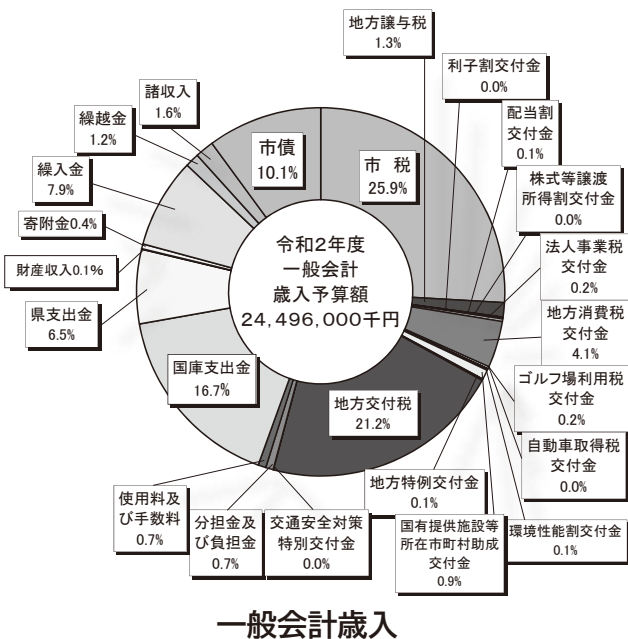 地方譲与税
1.3%
利子割交付金
0.0%
配当割
交付金
0.1%
株式等譲渡
所得割交付金
0.0%
法人事業税
交付金
0.2%
地方消費税
交付金
4.1%
ゴルフ場利用税
交付金
0.2%
自動車取得税
交付金
0.0%
環境性能割交付金
0.1%
国有提供施設等
所在市町村助成
交付金
0.9%
地方特例交付金
0.1%
地方交付税
21.2%
交通安全対策
特別交付金
0.0%
分担金及
び負担金
0.7%
使用料及
び手数料
0.7%
国庫支出金
16.7%
県支出金
6.5%
財産収入0.1%
寄附金0.4%
繰入金
7.9%
繰越金
1.2%
諸収入
1.6%
市債
10.1%
市税
25.9%
令和2年度
一般会計
歳入予算額
24,496,000千円
一般会計歳入